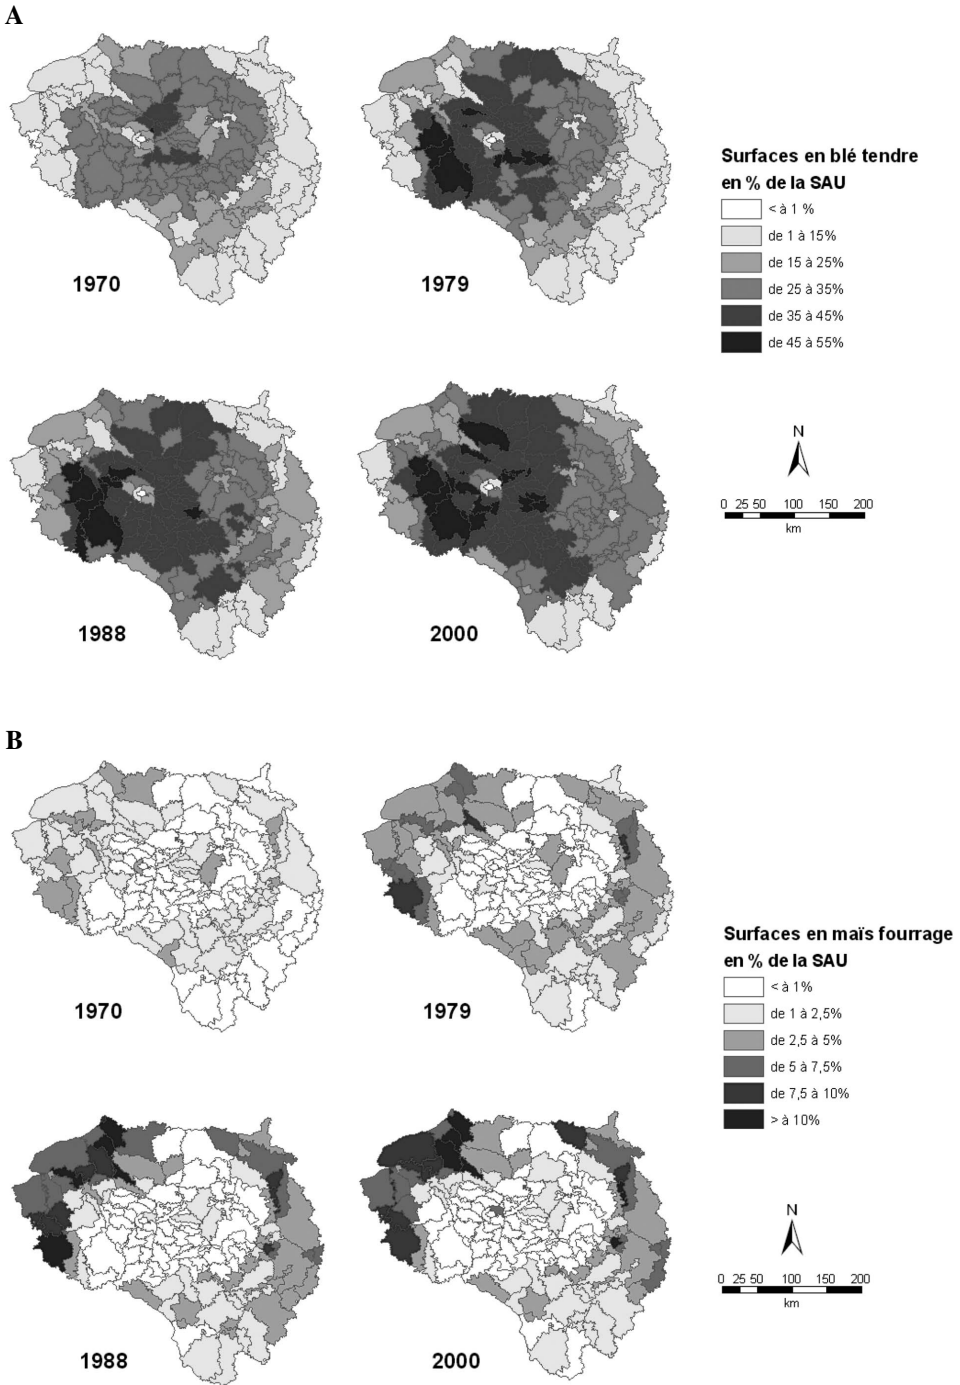 A
1970
1979
Surfaces en blé tendre
en % de la SAU
< à 1 %
de 1 à 15%
de 15 à 25%
de 25 à 35%
de 35 à 45%
de 45 à 55%
1988
2000
N
0 25 50 100 150 200
km
B
1970
1979
Surfaces en maïs fourrage
en % de la SAU
< à 1%
de 1 à 2,5%
de 2,5 à 5%
de 5 à 7,5%
de 7,5 à 10%
> à 10%
1988
2000
N
0 25 50 100 150 200
km